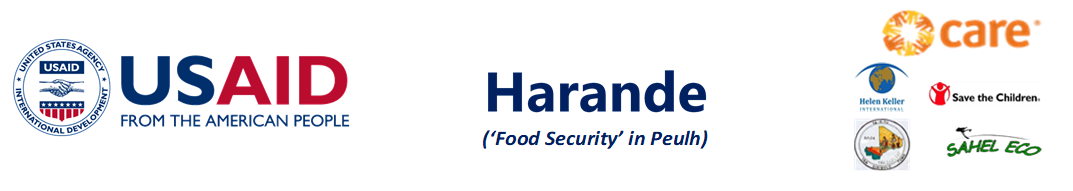 UNITED STATES AGENCY
USAID
INTERNATIONAL DEVELOPMENT
USAID
FROM THE AMERICAN PEOPLE
Harande
(‘Food Security’ in Peulh)
care
Helen Keller
INTERNATIONAL
Save the Children.
SAHEL ECO